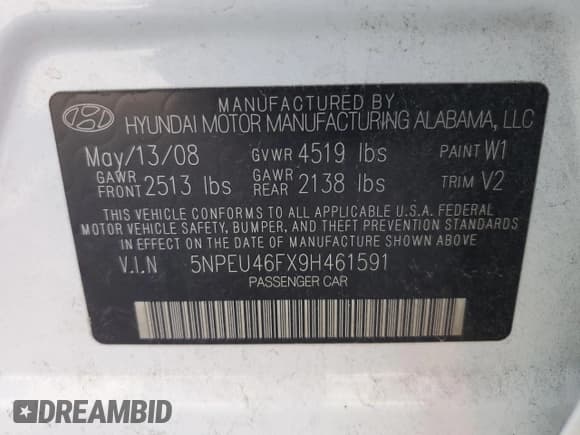 MANUFACTURED BY
HYUNDAI MOTOR MANUFACTURING ALABAMA, LLC
May/13/08 GVWR 4519 lbs PAINT W1
GAWR FRONT 2513 lbs GAWR REAR 2138 lbs TRIM V2
THIS VEHICLE CONFORMS TO ALL APPLICABLE U.S.A. FEDERAL
MOTOR VEHICLE SAFETY, BUMPER, AND THEFT PREVENTION STANDARDS
IN EFFECT ON THE DATE OF MANUFACTURE SHOWN ABOVE.
V.I.N 5NPEU46FX9H461591
PASSENGER CAR
DREAMBID